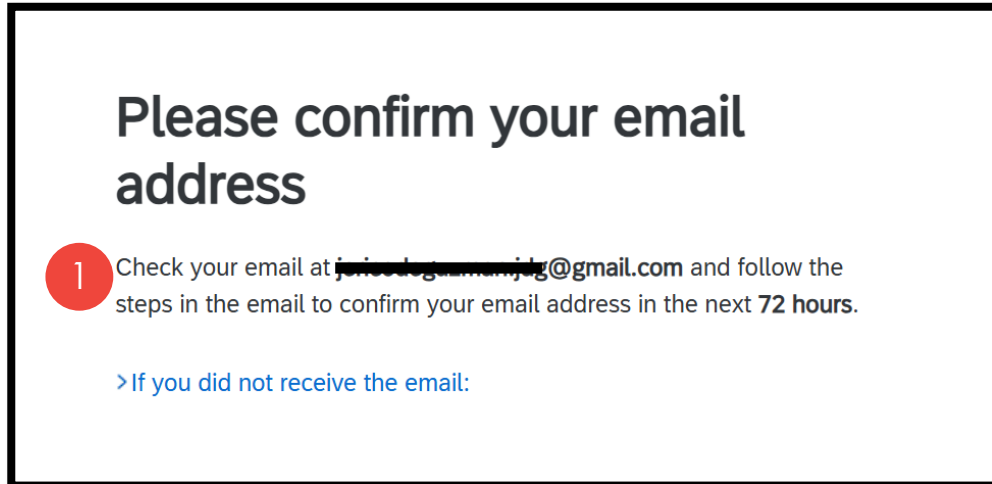 Please confirm your email
address
1
Check your email at @gmail.com and follow the
steps in the email to confirm your email address in the next 72 hours.
>If you did not receive the email: